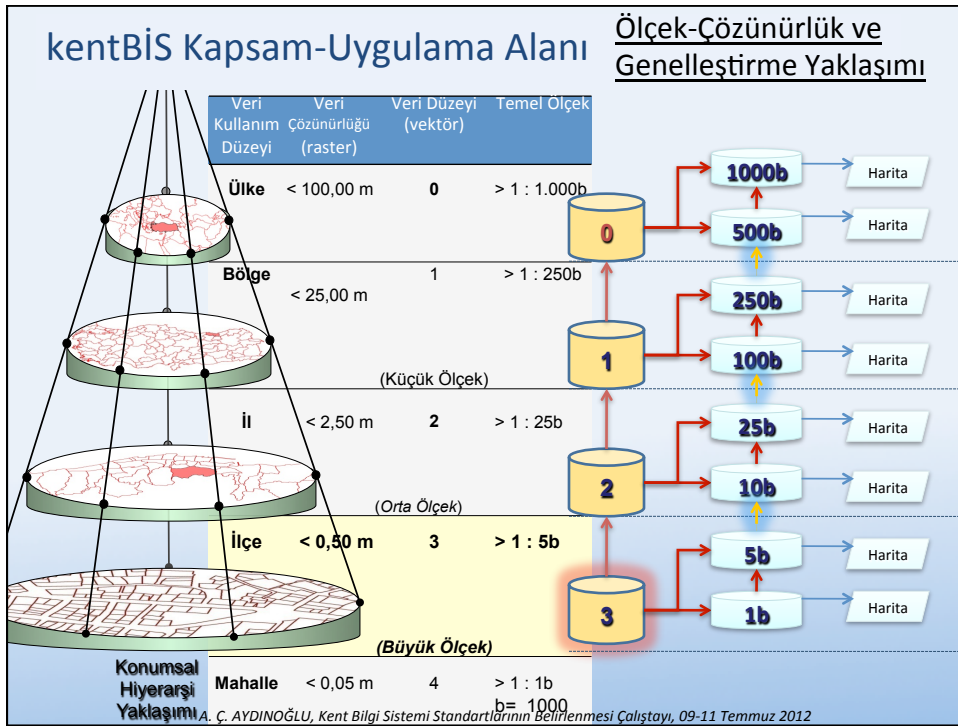 kentBİS Kapsam-Uygulama Alanı
Ölçek-Çözünürlük ve
Genelleştirme Yaklaşımı
Veri Kullanım Düzeyi
Veri Çözünürlüğü (raster)
Veri Düzeyi (vektör)
Temel Ölçek
Ülke < 100,00 m 0 > 1 : 1.000b
Bölge < 25,00 m 1 > 1 : 250b
(Küçük Ölçek)
İl < 2,50 m 2 > 1 : 25b
(Orta Ölçek)
İlçe < 0,50 m 3 > 1 : 5b
(Büyük Ölçek)
Mahalle < 0,05 m 4 > 1 : 1b
b= 1000
0
1
2
3
1000b Harita
500b Harita
250b Harita
100b Harita
25b Harita
10b Harita
5b Harita
1b Harita
Konumsal
Hiyerarşi
Yaklaşımı
A. Ç. AYDINOĞLU, Kent Bilgi Sistemi Standartlarının Belirlenmesi Çalıştayı, 09-11 Temmuz 2012